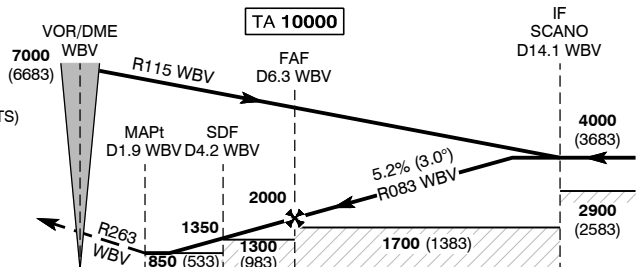 TA 10000
VOR/DME
WBV
7000
(6683)
IF
SCANO
D14.1 WBV
FAF
D6.3 WBV
R115 WBV
TS)
MAPt
D1.9 WBV
SDF
D4.2 WBV
4000
(3683)
5.2% (3.0°)
R083 WBV
2000
2900
(2583)
R263
WBV
1350
1300
(983)
1700 (1383)
850 (533)